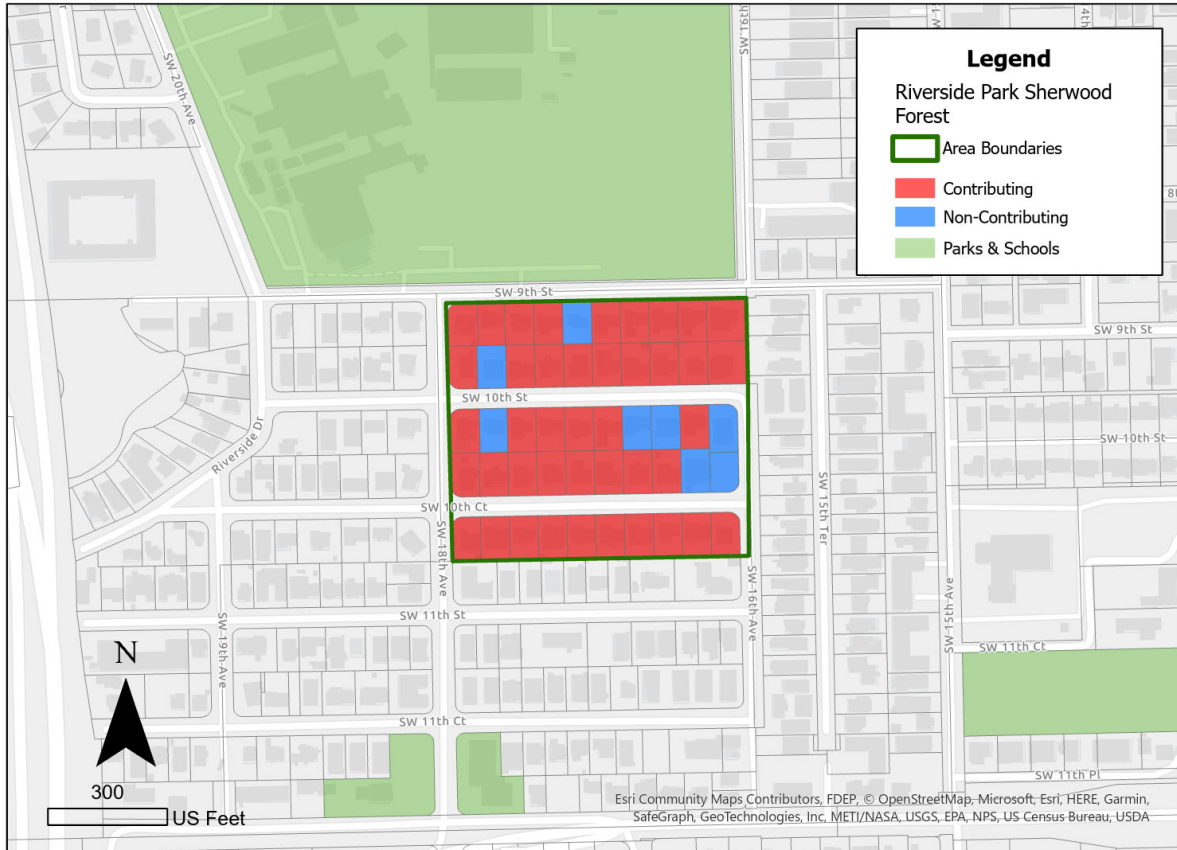 SW 19th
SW 20th Ave
Legend
Riverside Park Sherwood
Forest
Area Boundaries
Contributing
Non-Contributing
Parks & Schools
SW 9th St
SW 9th St
SW 10th St
SW 10th St
Riverside Dr
SW 10th Ct
SW 15th Ter
SW 18th Ave
SW 16th Ave
SW 15th Ave
SW 11th St
SW 19th Ave
SW 11th Ct
SW 11th Ct
N
SW 11th Pl
300
US Feet
Esri Community Maps Contributors, FDEP, © OpenStreetMap, Microsoft, Esri, HERE, Garmin,
SafeGraph, GeoTechnologies, Inc, METI/NASA, USGS, EPA, NPS, US Census Bureau, USDA